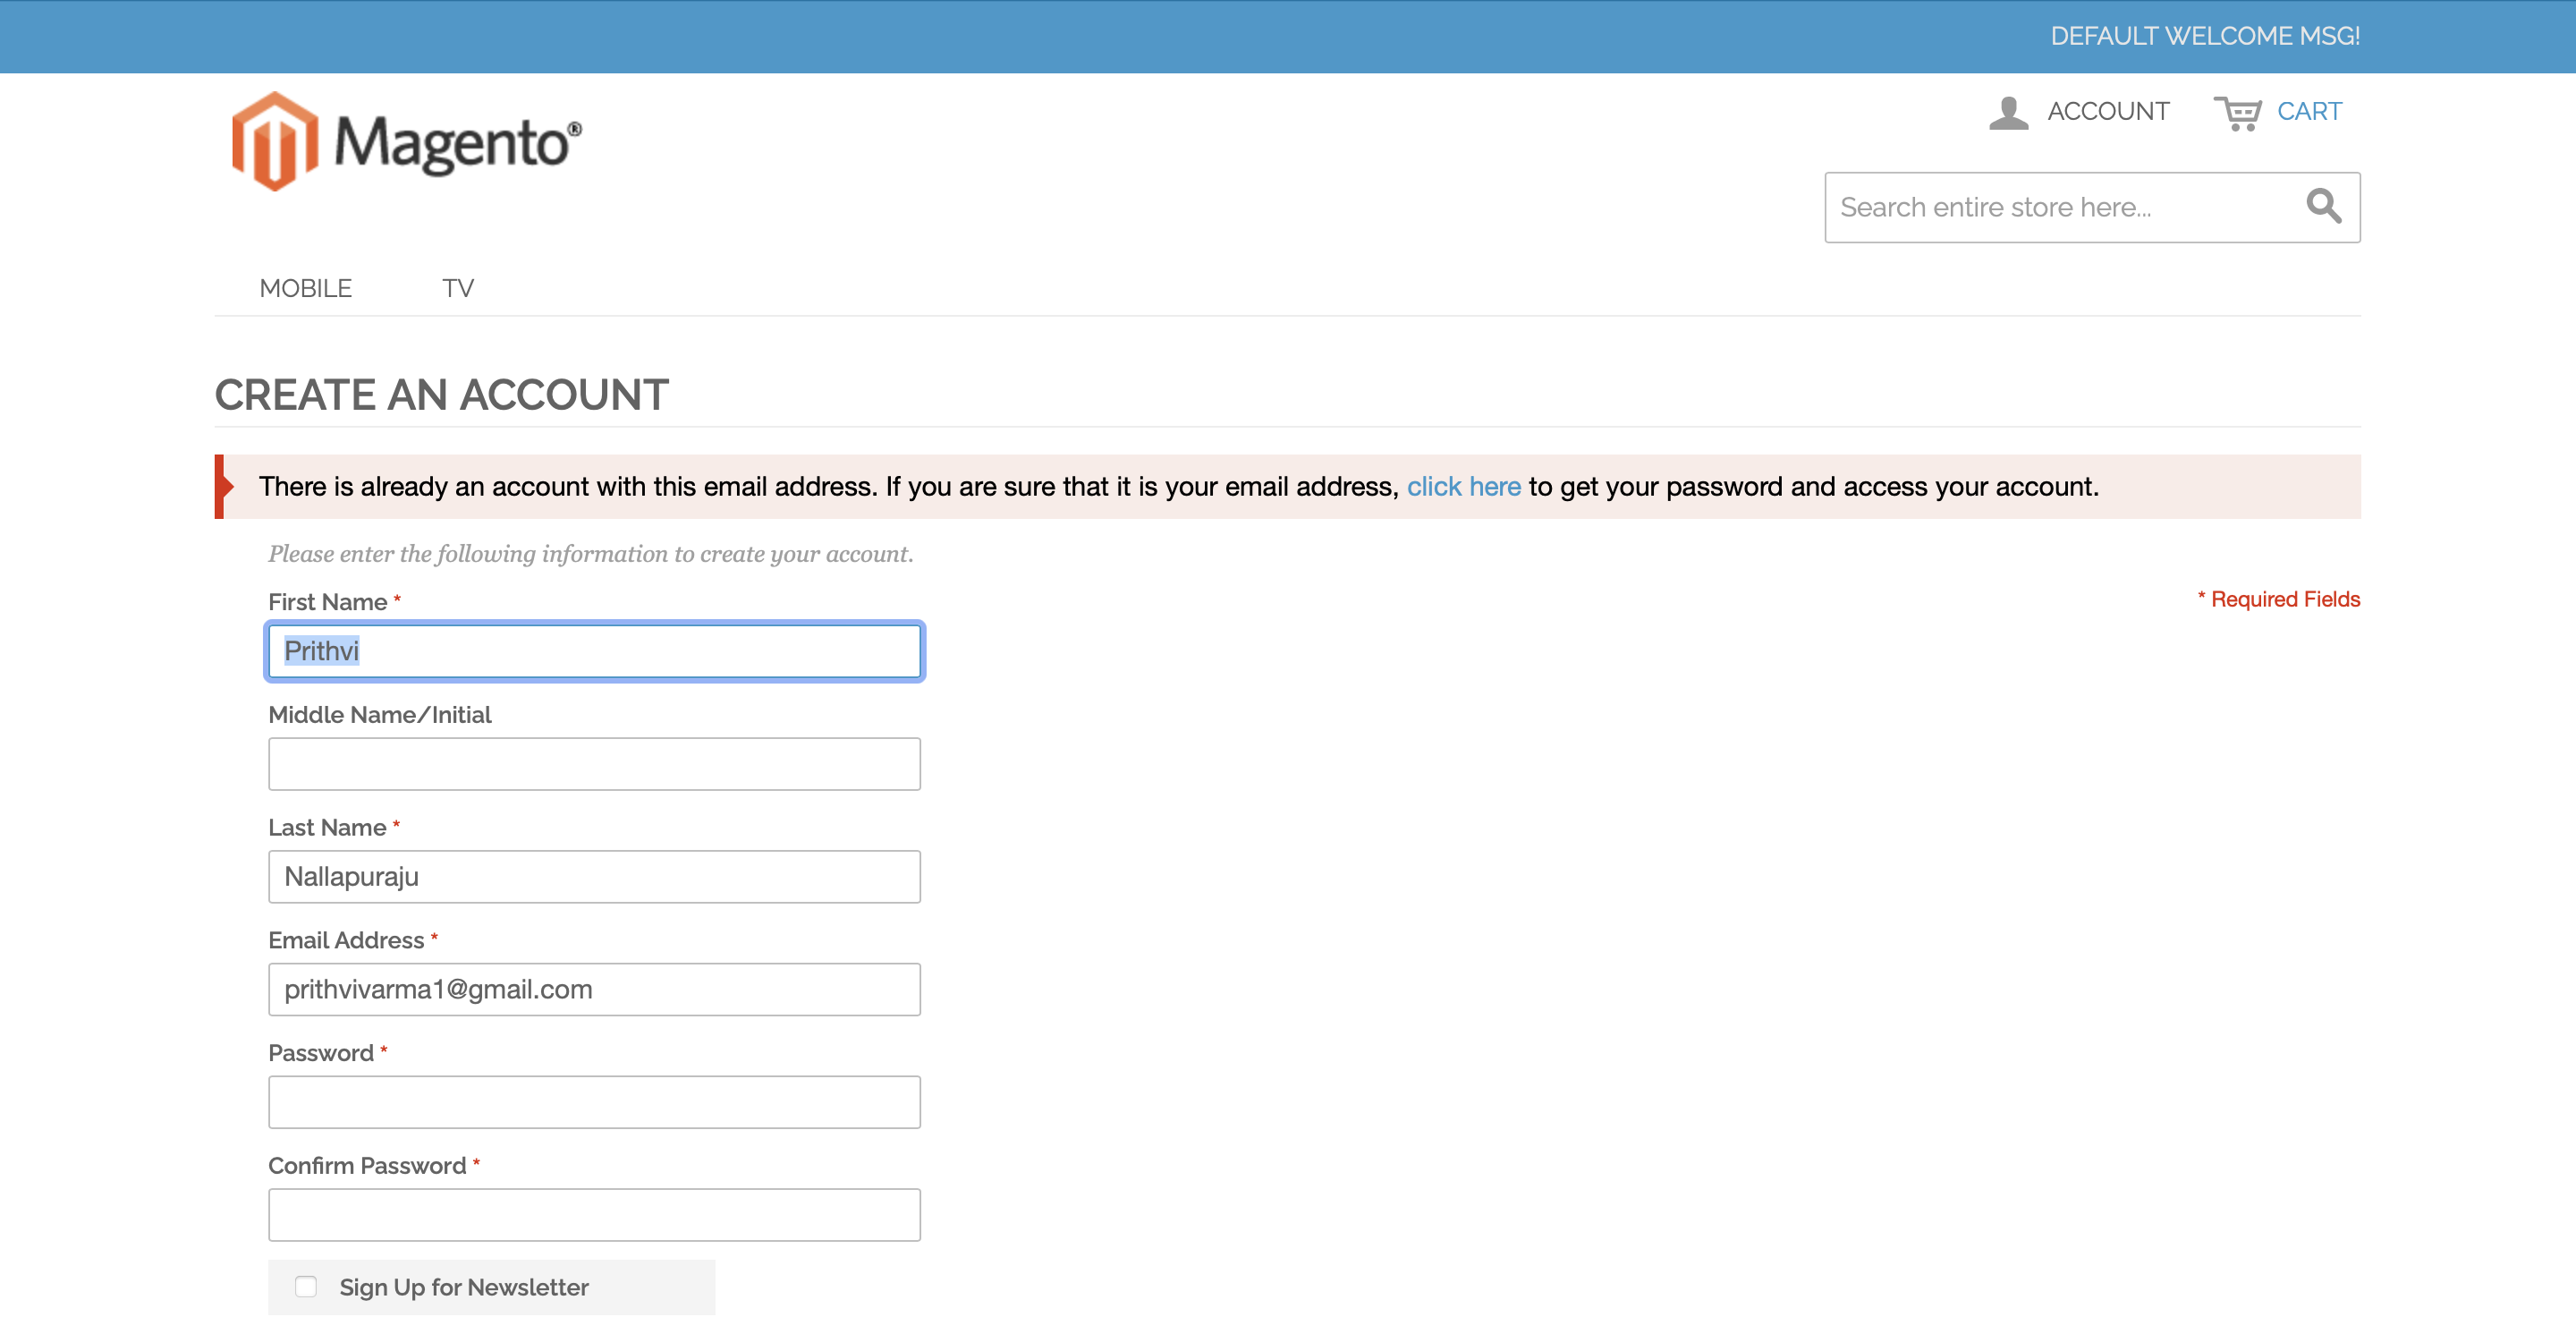 DEFAULT WELCOME MSG!
Magento®
ACCOUNT CART
Search entire store here...
MOBILE TV
CREATE AN ACCOUNT
There is already an account with this email address. If you are sure that it is your email address, click here to get your password and access your account.
Please enter the following information to create your account.
* Required Fields
First Name *
Prithvi
Middle Name/Initial
Last Name *
Nallapuraju
Email Address *
prithvivarma1@gmail.com
Password *
Confirm Password *
Sign Up for Newsletter